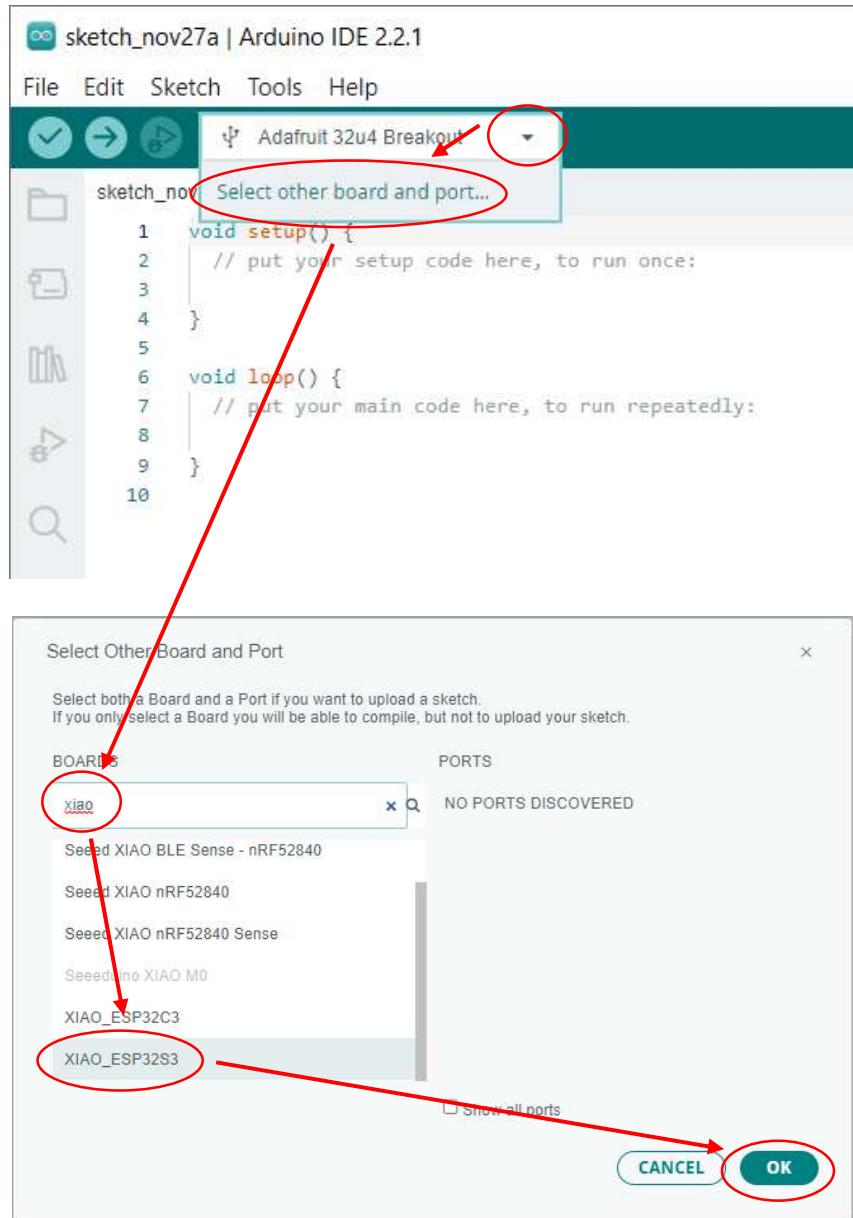 sketch_nov27a | Arduino IDE 2.2.1
File Edit Sketch Tools Help
Adafruit 32u4 Breakout
sketch_nov
Select other board and port...
1 void setup() {
2 // put your setup code here, to run once:
3
4 }
5
6 void loop() {
7 // put your main code here, to run repeatedly:
8
9 }
10
Select Other Board and Port
Select both a Board and a Port if you want to upload a sketch.
If you only select a Board you will be able to compile, but not to upload your sketch.
BOARDS PORTS
xiao NO PORTS DISCOVERED
Seeed XIAO BLE Sense - nRF52840
Seeed XIAO nRF52840
Seeed XIAO nRF52840 Sense
Seeeduino XIAO M0
XIAO_ESP32C3
XIAO_ESP32S3
Show all ports
CANCEL OK